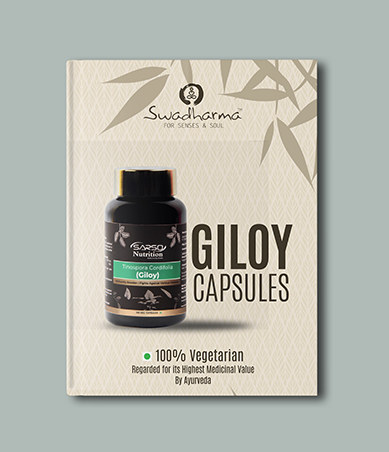 Swadharma™
FOR SENSES & SOUL
SARSO
Nutrition
Tinospora Cordifolia
(Giloy)
GILOY
CAPSULES
100% Vegetarian
Regarded for its Highest Medicinal Value
By Ayurveda